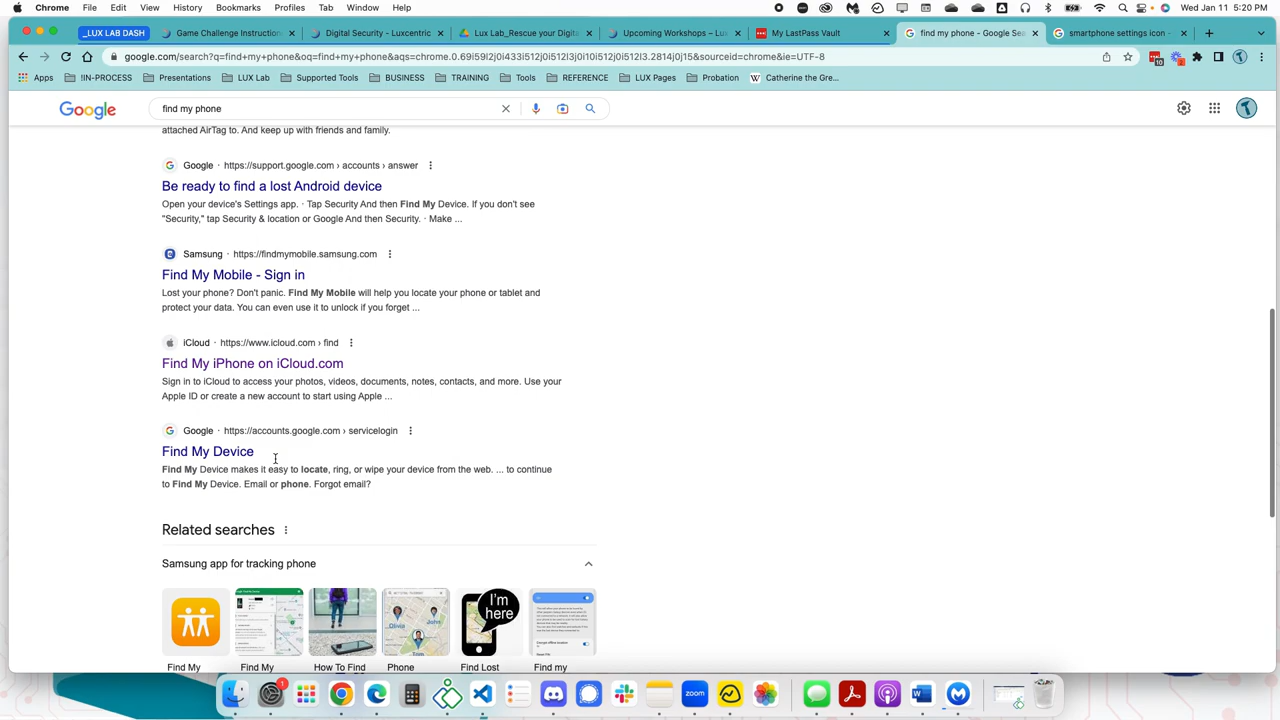 Chrome File Edit View History Bookmarks Profiles Tab Window Help
Wed Jan 11 5:20 PM
_LUX LAB DASH
Game Challenge Instruction
Digital Security - Luxcentric
Lux Lab_Rescue your Digita
Upcoming Workshops – Lu
My LastPass Vault
find my phone - Google Sea
smartphone settings icon -
google.com/search?q=find+my+phone&oq=find+my+phone&aqs=chrome.0.69i59l2j0i433i512j0i512l3j0i10i512j0i512l3.2814j0j15&sourceid=chrome&ie=UTF-8
10
Apps !IN-PROCESS Presentations LUX Lab Supported Tools BUSINESS TRAINING Tools REFERENCE LUX Pages Probation Catherine the Gre...
Google
find my phone
attached AirTag to. And keep up with friends and family.
Google · https://support.google.com › accounts › answer
Be ready to find a lost Android device
Open your device's Settings app. · Tap Security And then Find My Device. If you don't see
"Security," tap Security & location or Google And then Security. · Make ...
Samsung · https://findmymobile.samsung.com
Find My Mobile - Sign in
Lost your phone? Don't panic. Find My Mobile will help you locate your phone or tablet and
protect your data. You can even use it to unlock if you forget ...
iCloud · https://www.icloud.com › find
Find My iPhone on iCloud.com
Sign in to iCloud to access your photos, videos, documents, notes, contacts, and more. Use your
Apple ID or create a new account to start using Apple ...
Google · https://accounts.google.com › servicelogin
Find My Device
Find My Device makes it easy to locate, ring, or wipe your device from the web. ... to continue
to Find My Device. Email or phone. Forgot email?
Related searches
Samsung app for tracking phone
I'm
here
Olivia
John
Tom
Find My
Find My
How To Find
Phone
Find Lost
Find my
1
zoom